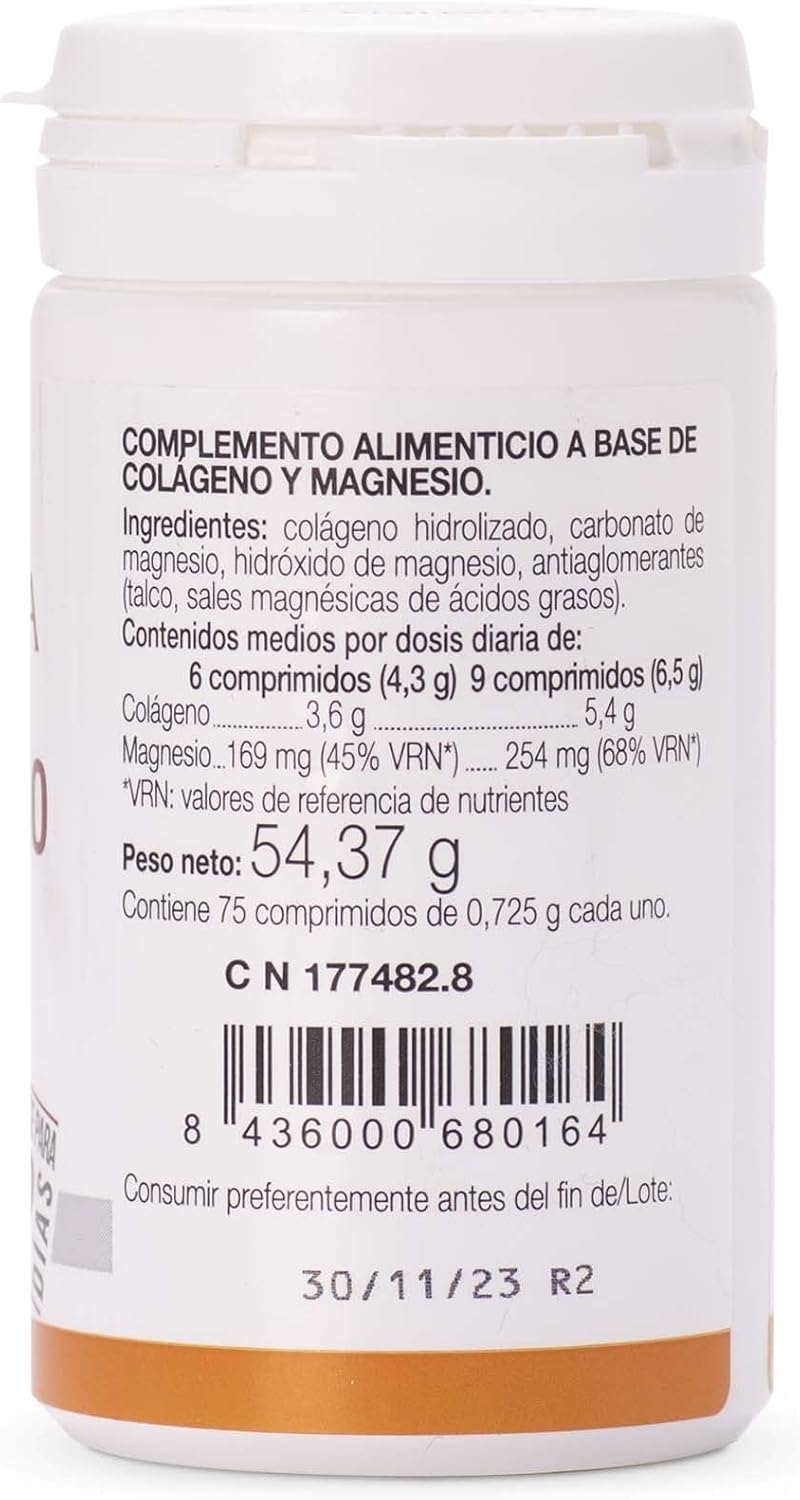 COMPLEMENTO ALIMENTICIO A BASE DE
COLÁGENO Y MAGNESIO.
Ingredientes: colágeno hidrolizado, carbonato de
magnesio, hidróxido de magnesio, antiaglomerantes
(talco, sales magnésicas de ácidos grasos).
Contenidos medios por dosis diaria de:
6 comprimidos (4,3 g) 9 comprimidos (6,5 g)
Colágeno..............3,6 g ................................ 5,4 g
Magnesio...169 mg (45% VRN*) ...... 254 mg (68% VRN*)
*VRN: valores de referencia de nutrientes
Peso neto: 54,37 g
Contiene 75 comprimidos de 0,725 g cada uno.
C N 177482.8
8 436000 680164
Consumir preferentemente antes del fin de/Lote:
30/11/23 R2
A
O
PARA
DÍAS